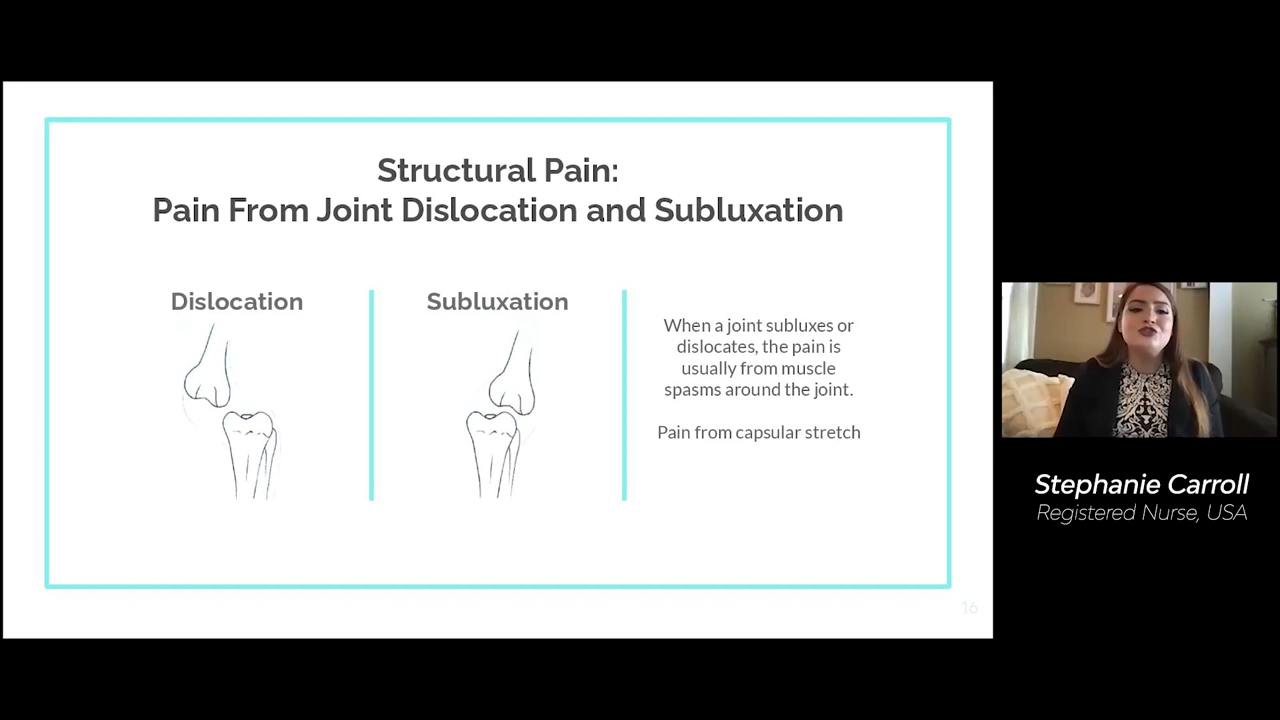 Structural Pain:
Pain From Joint Dislocation and Subluxation
Dislocation
Subluxation
When a joint subluxes or
dislocates, the pain is
usually from muscle
spasms around the joint.
Pain from capsular stretch
16
Stephanie Carroll
Registered Nurse, USA